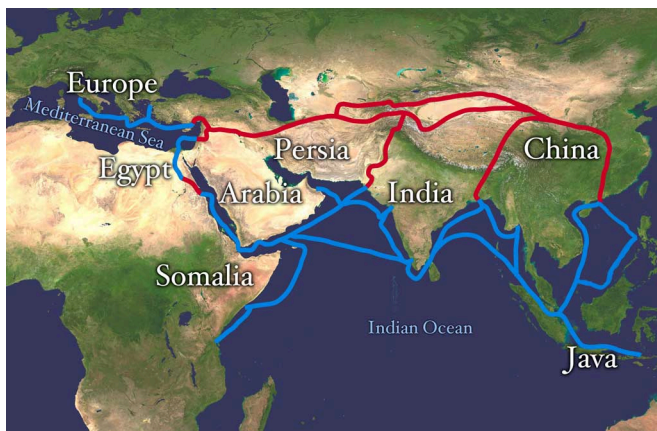 Europe
Mediterranean Sea
Egypt
Arabia
Persia
India
China
Somalia
Indian Ocean
Java